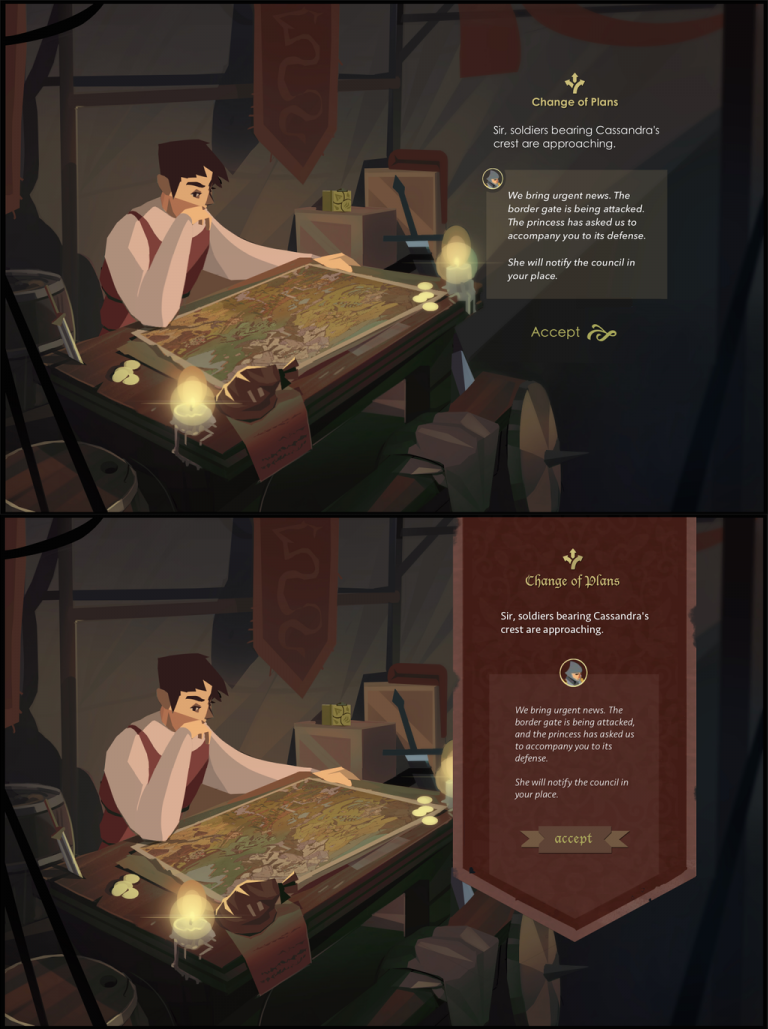 Change of Plans
Sir, soldiers bearing Cassandra's
crest are approaching.
We bring urgent news. The
border gate is being attacked.
The princess has asked us to
accompany you to its defense.
She will notify the council in
your place.
Accept
Change of Plans
Sir, soldiers bearing Cassandra's
crest are approaching.
We bring urgent news. The
border gate is being attacked,
and the princess has asked us
to accompany you to its
defense.
She will notify the council in
your place.
accept